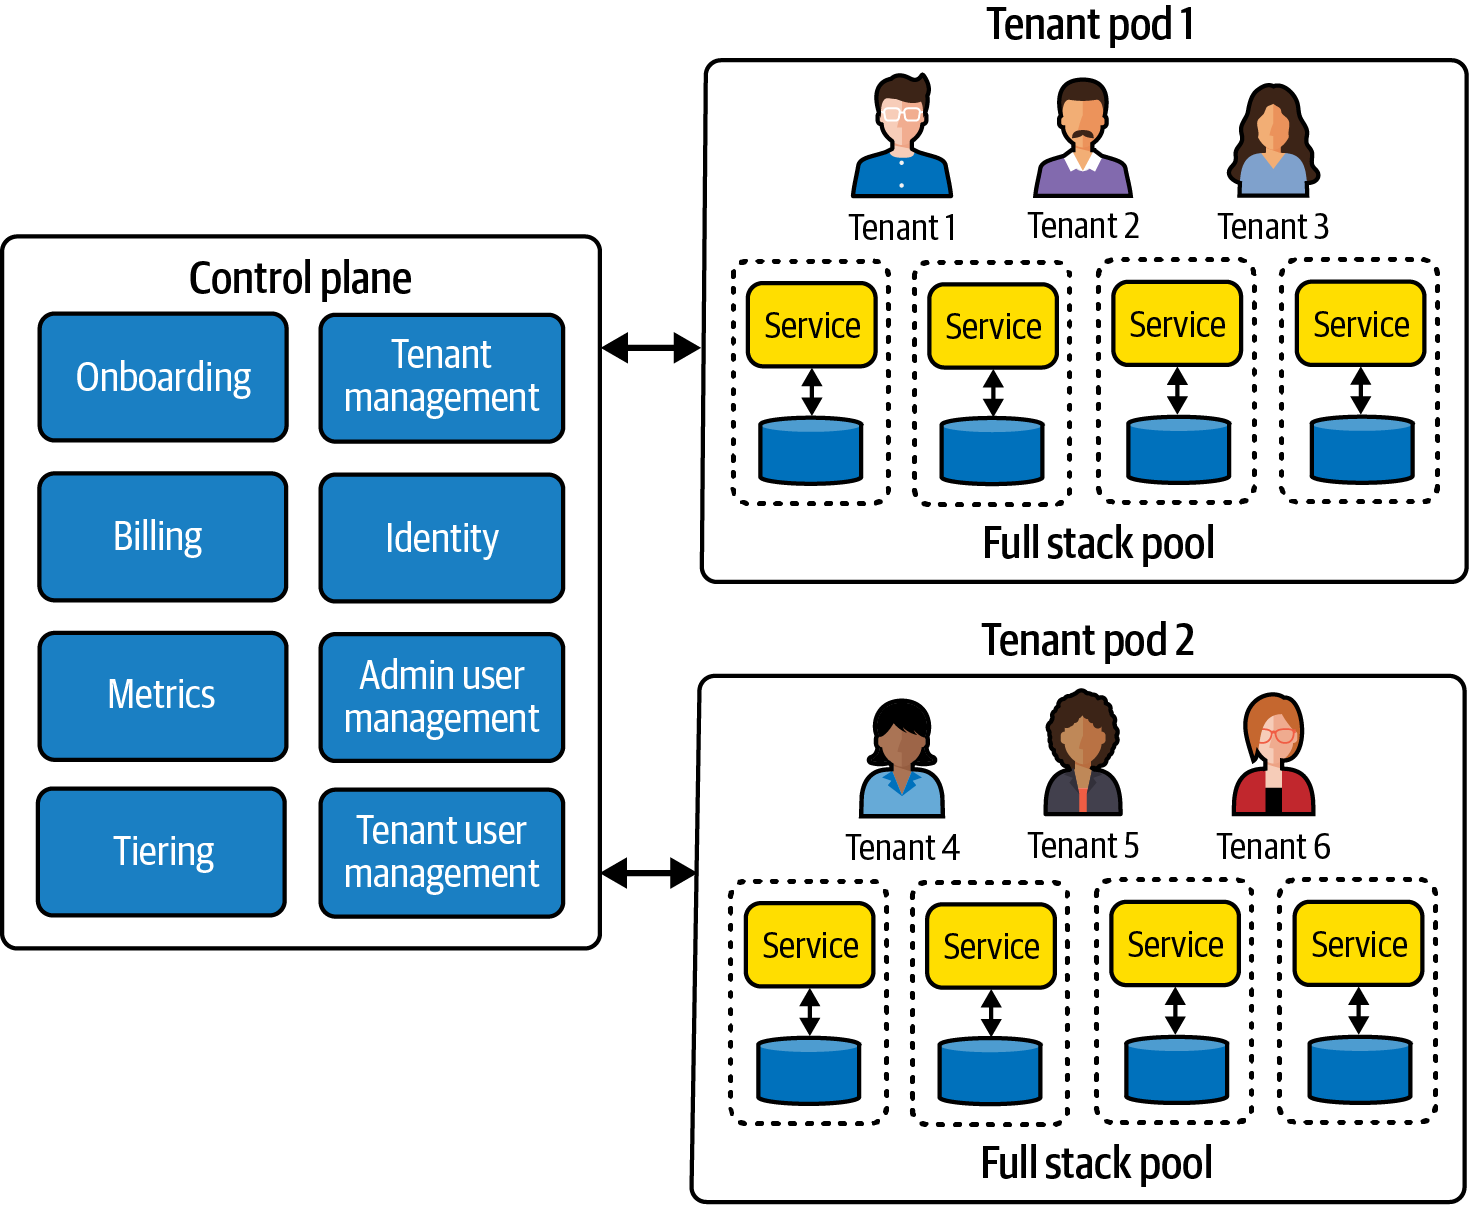 Control plane
Onboarding
Tenant
management
Billing
Identity
Metrics
Admin user
management
Tiering
Tenant user
management
Tenant pod 1
Tenant 1
Tenant 2
Tenant 3
Service
Service
Service
Service
Full stack pool
Tenant pod 2
Tenant 4
Tenant 5
Tenant 6
Service
Service
Service
Service
Full stack pool